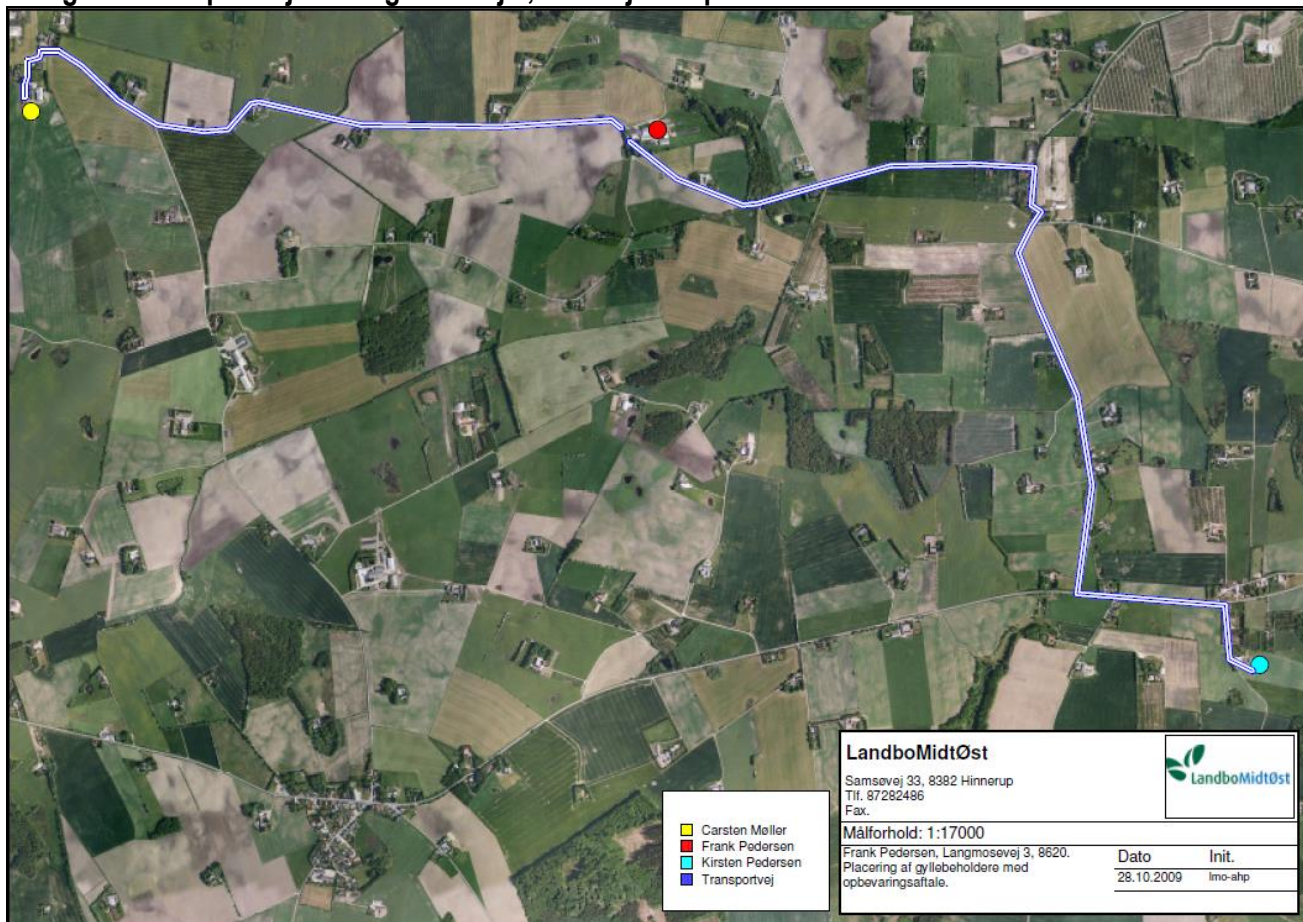 LandboMidtØst
Samsøvej 33, 8382 Hinnerup
Tlf. 87282486
Fax.
LandboMidtØst
Målforhold: 1:17000
Frank Pedersen, Langmosevej 3, 8620.
Placering af gyllebeholdere med
opbevaringsaftale.
Dato Init.
28.10.2009 lmo-ahp
Carsten Møller
Frank Pedersen
Kirsten Pedersen
Transportvej